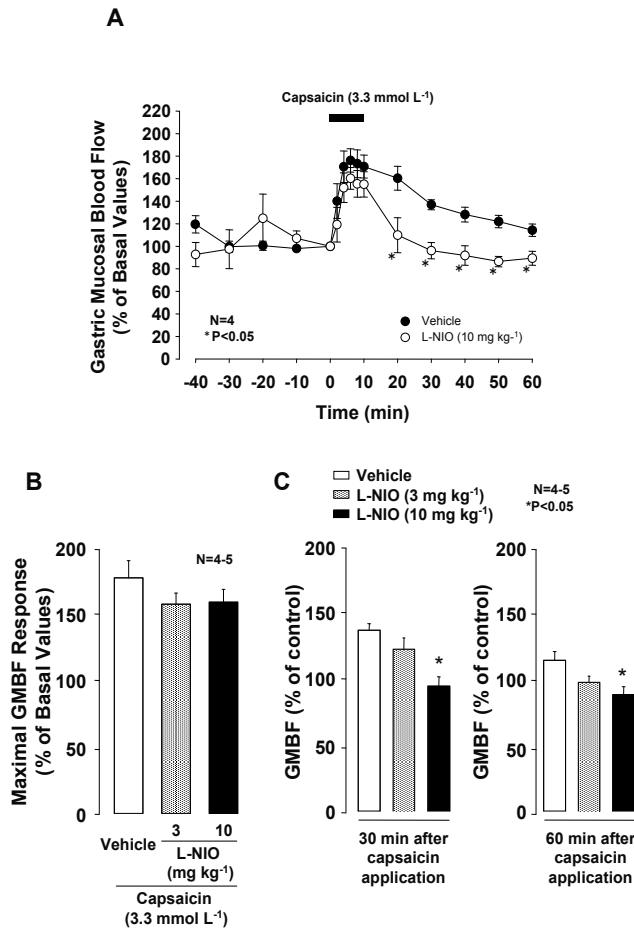 A
Capsaicin (3.3 mmol L-1)
220
200
180
160
140
120
100
80
60
40
20
0
Gastric Mucosal Blood Flow
(% of Basal Values)
N=4
*P<0.05
Vehicle
L-NIO (10 mg kg-1)
* * * * *
-40 -30 -20 -10 0 10 20 30 40 50 60
Time (min)
B
Maximal GMBF Response
(% of Basal Values)
200
150
100
50
0
N=4-5
Vehicle
3 10
L-NIO
(mg kg-1)
Capsaicin
(3.3 mmol L-1)
C
Vehicle
L-NIO (3 mg kg-1)
L-NIO (10 mg kg-1)
N=4-5
*P<0.05
GMBF (% of control)
200
150
100
50
0
*
30 min after
capsaicin
application
GMBF (% of control)
200
150
100
50
0
*
60 min after
capsaicin
application